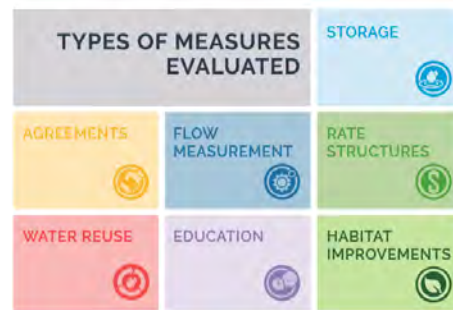 TYPES OF MEASURES
EVALUATED
STORAGE
AGREEMENTS
FLOW
MEASUREMENT
RATE
STRUCTURES
WATER REUSE
EDUCATION
HABITAT
IMPROVEMENTS